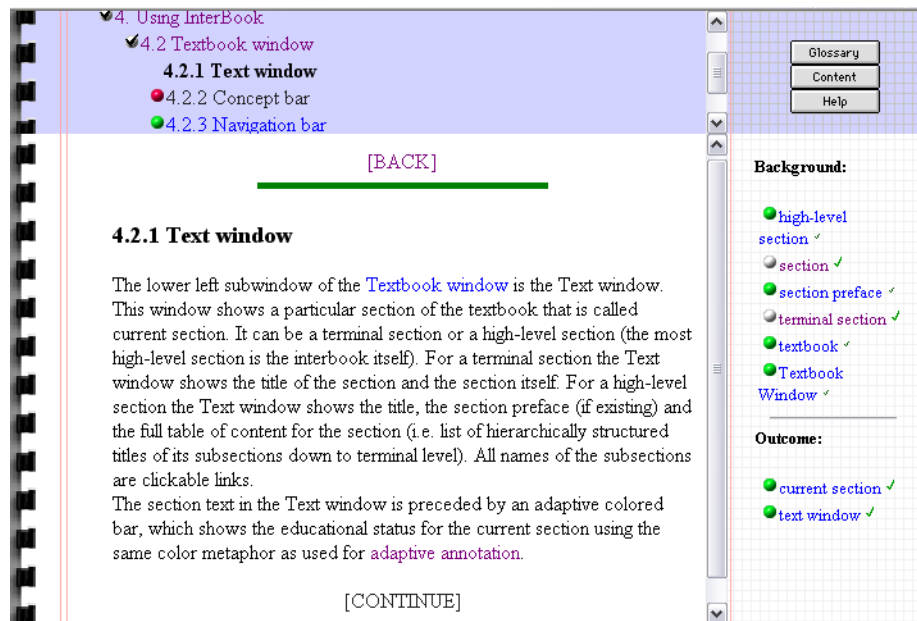 4. Using InterBook
4.2 Textbook window
4.2.1 Text window
4.2.2 Concept bar
4.2.3 Navigation bar
Glossary
Content
Help
[BACK]
4.2.1 Text window
The lower left subwindow of the Textbook window is the Text window.
This window shows a particular section of the textbook that is called
current section. It can be a terminal section or a high-level section (the most
high-level section is the interbook itself). For a terminal section the Text
window shows the title of the section and the section itself. For a high-level
section the Text window shows the title, the section preface (if existing) and
the full table of content for the section (i.e. list of hierarchically structured
titles of its subsections down to terminal level). All names of the subsections
are clickable links.
The section text in the Text window is preceded by an adaptive colored
bar, which shows the educational status for the current section using the
same color metaphor as used for adaptive annotation.
[CONTINUE]
Background:
high-level
section
section
section preface
terminal section
textbook
Textbook
Window
Outcome:
current section
text window